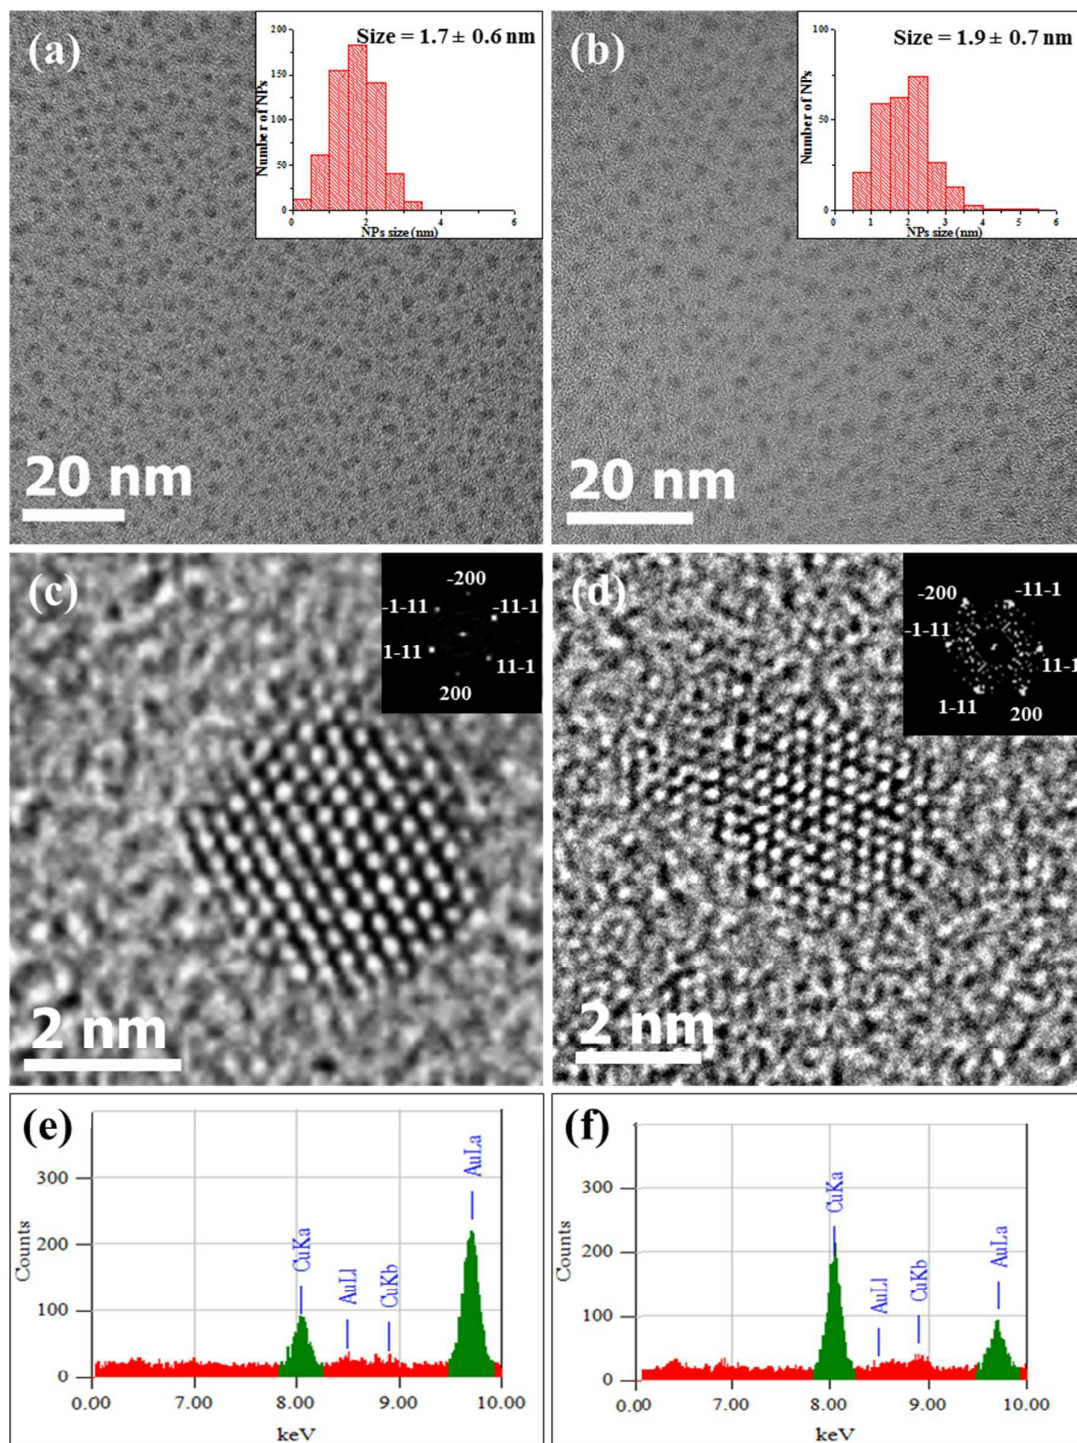 (a)
Size = 1.7 ± 0.6 nm
200
150
100
50
0
Number of NPs
0 2 4 6
NPs size (nm)
20 nm
(b)
Size = 1.9 ± 0.7 nm
100
50
0
Number of NPs
0 1 2 3 4 5 6
NPs size (nm)
20 nm
(c)
-200
-1-11
-11-1
1-11
11-1
200
2 nm
(d)
-200
-11-1
-1-11
11-1
1-11
200
2 nm
(e)
300
200
100
0
Counts
CuKa
AuLl
CuKb
AuLa
0.00 7.00 8.00 9.00 10.00
keV
(f)
300
200
100
0
Counts
CuKa
AuLl
CuKb
AuLa
0.00 7.00 8.00 9.00 10.00
keV